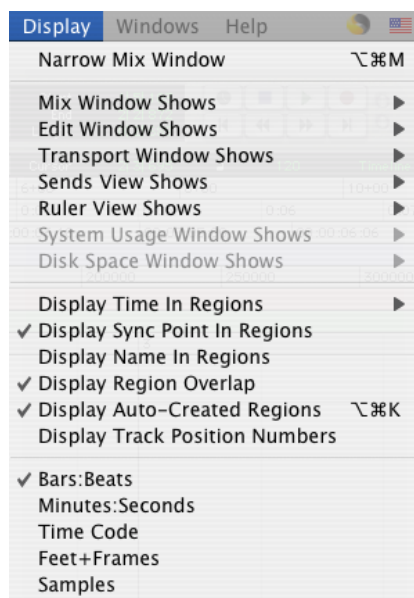 Display Windows Help
Narrow Mix Window ⌥⌘M
Mix Window Shows
Edit Window Shows
Transport Window Shows
Sends View Shows
Ruler View Shows
System Usage Window Shows
Disk Space Window Shows
Display Time In Regions
✓ Display Sync Point In Regions
Display Name In Regions
✓ Display Region Overlap
✓ Display Auto-Created Regions ⌥⌘K
Display Track Position Numbers
✓ Bars:Beats
Minutes:Seconds
Time Code
Feet+Frames
Samples